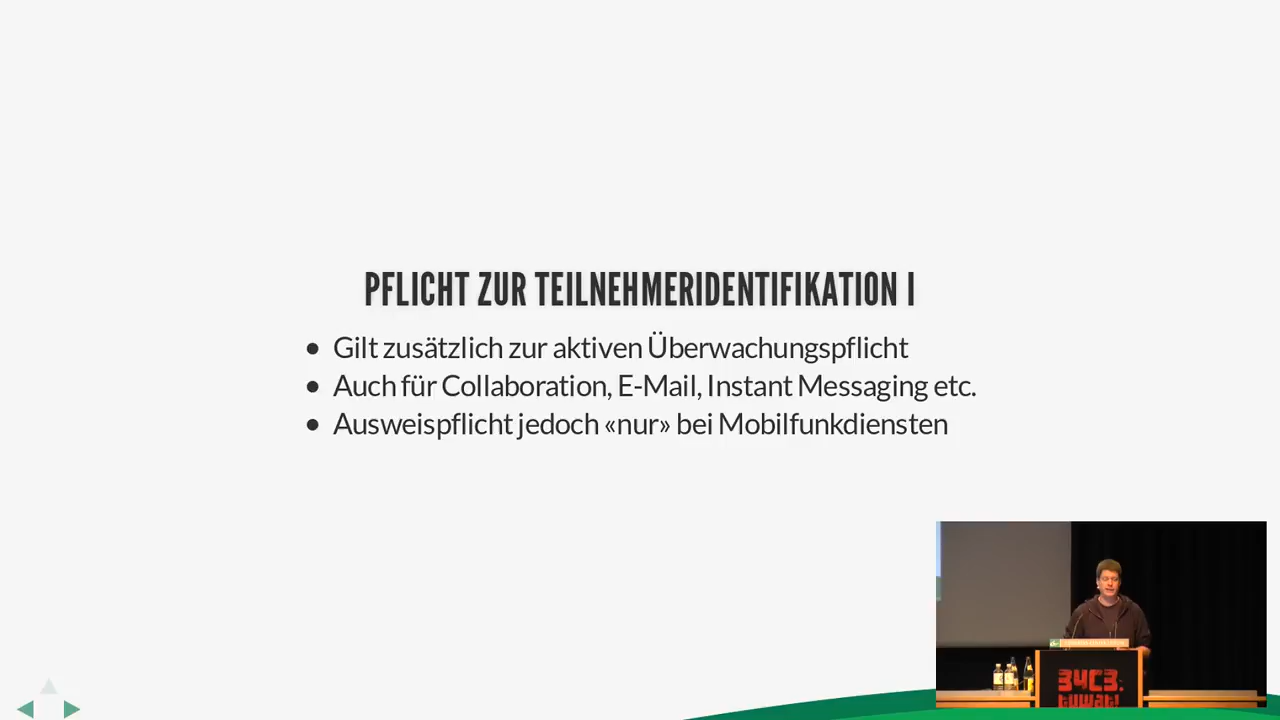 PFLICHT ZUR TEILNEHMERIDENTIFIKATION I
Gilt zusätzlich zur aktiven Überwachungspflicht
Auch für Collaboration, E-Mail, Instant Messaging etc.
Ausweispflicht jedoch «nur» bei Mobilfunkdiensten
34C3.
tuwat!